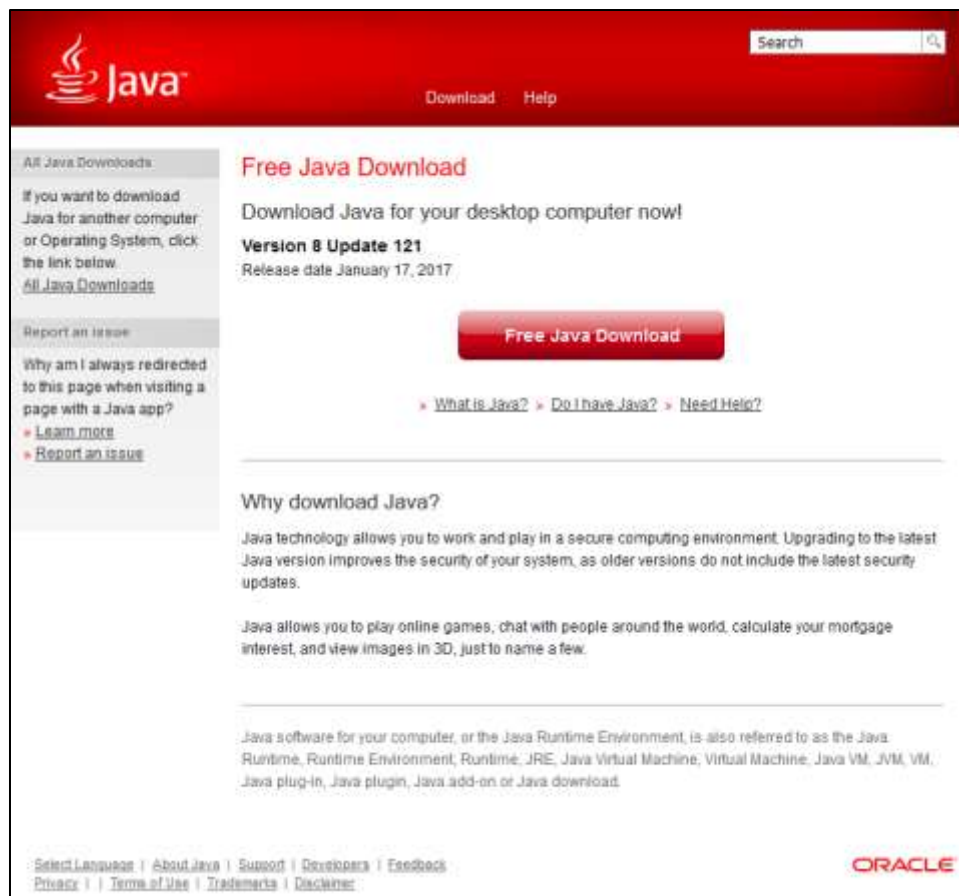 Java™
Search
Download Help
All Java Downloads
If you want to download
Java for another computer
or Operating System, click
the link below.
All Java Downloads
Report an issue
Why am I always redirected
to this page when visiting a
page with a Java app?
» Learn more
» Report an issue
Free Java Download
Download Java for your desktop computer now!
Version 8 Update 121
Release date January 17, 2017
Free Java Download
» What is Java? » Do I have Java? » Need Help?
Why download Java?
Java technology allows you to work and play in a secure computing environment. Upgrading to the latest
Java version improves the security of your system, as older versions do not include the latest security
updates.
Java allows you to play online games, chat with people around the world, calculate your mortgage
interest, and view images in 3D, just to name a few.
Java software for your computer, or the Java Runtime Environment, is also referred to as the Java
Runtime, Runtime Environment, Runtime, JRE, Java Virtual Machine, Virtual Machine, Java VM, JVM, VM,
Java plug-in, Java plugin, Java add-on or Java download.
Select Language | About Java | Support | Developers | Feedback
Privacy | | Terms of Use | Trademarks | Disclaimer
ORACLE